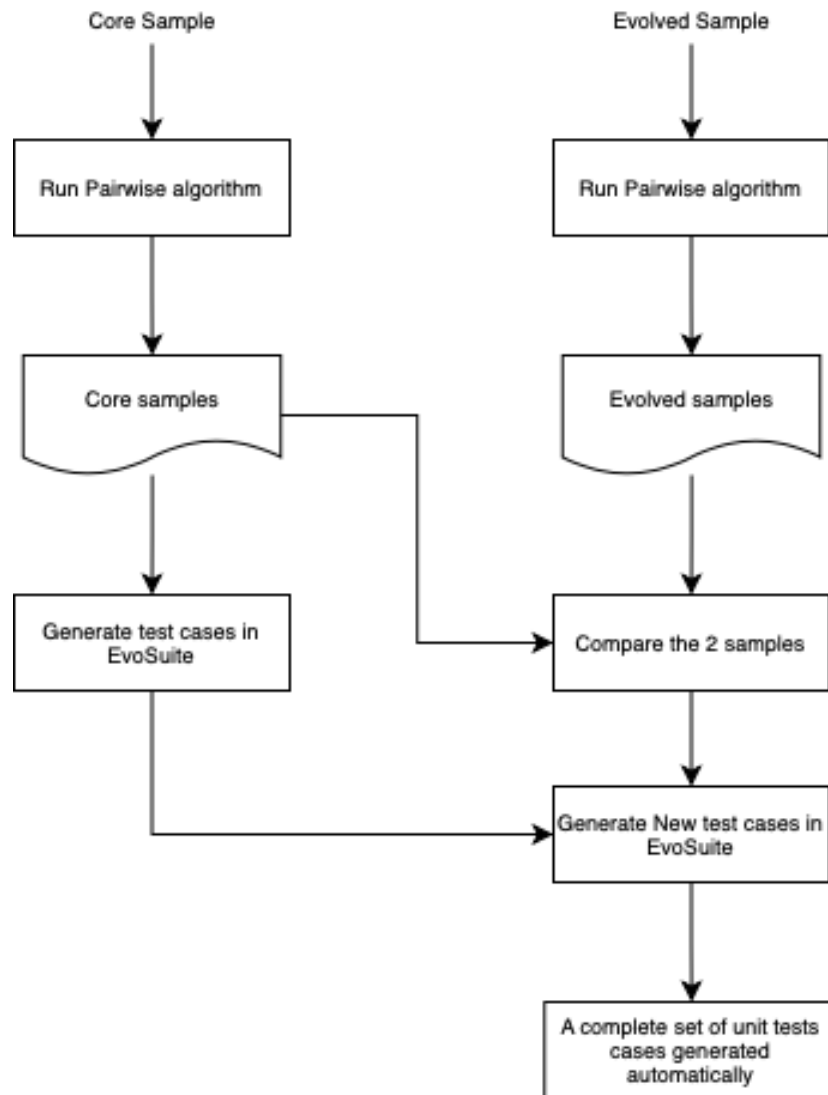 Core Sample
Evolved Sample
Run Pairwise algorithm
Run Pairwise algorithm
Core samples
Evolved samples
Generate test cases in
EvoSuite
Compare the 2 samples
Generate New test cases in
EvoSuite
A complete set of unit tests
cases generated
automatically